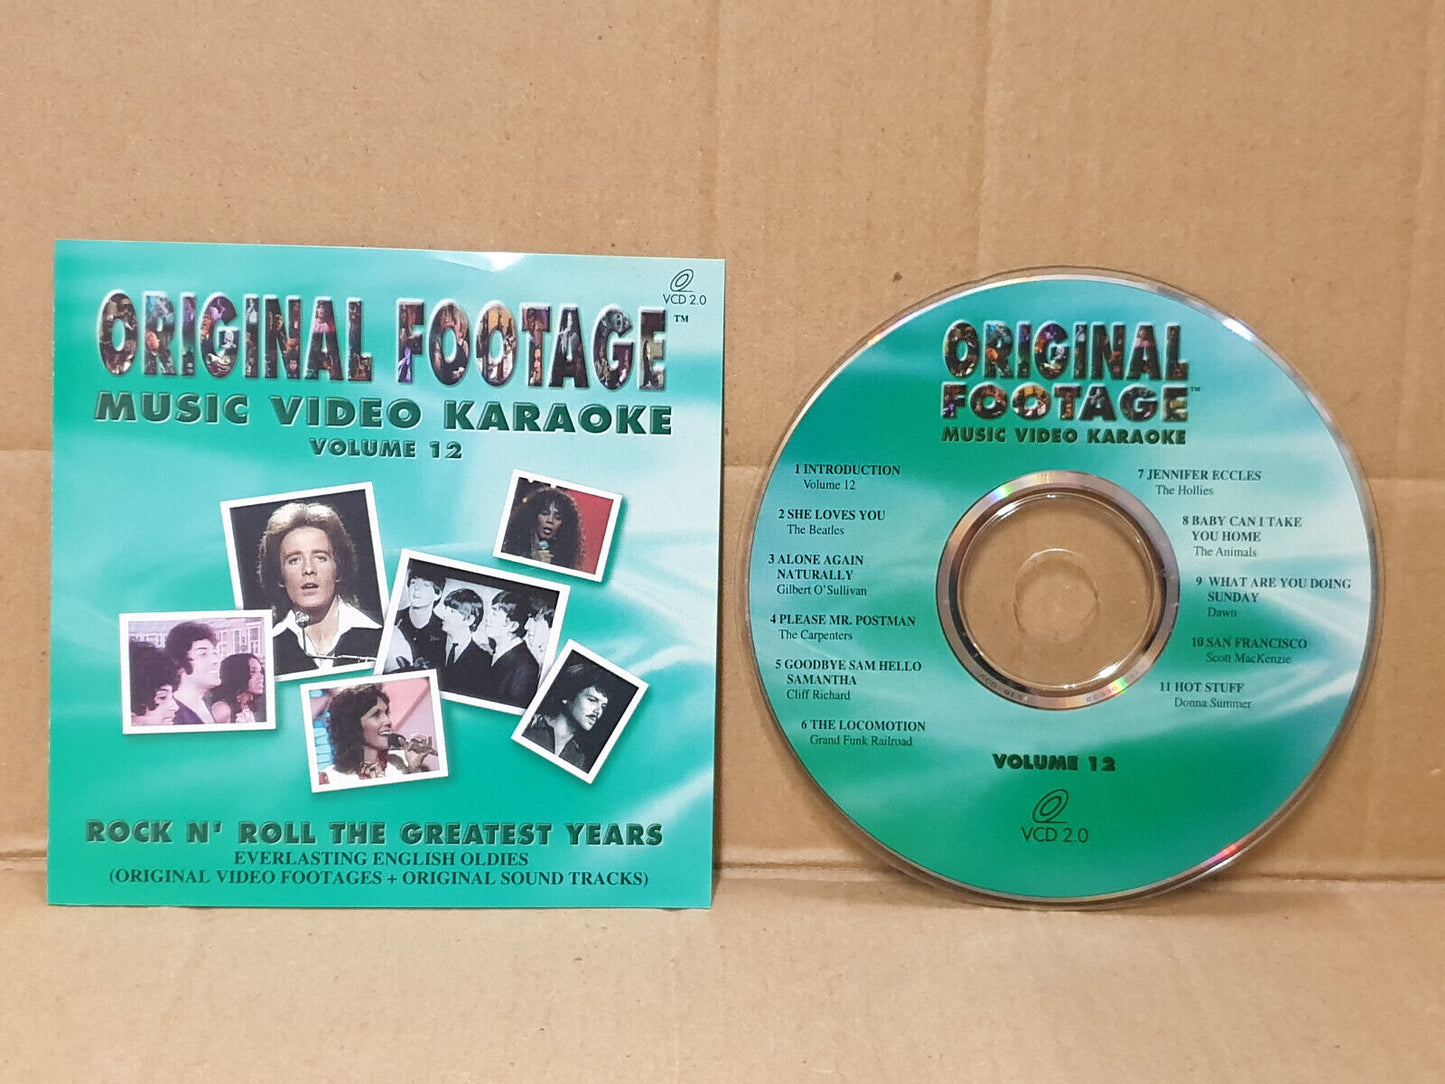 VCD 2.0
ORIGINAL FOOTAGE™
MUSIC VIDEO KARAOKE
VOLUME 12
ROCK N' ROLL THE GREATEST YEARS
EVERLASTING ENGLISH OLDIES
(ORIGINAL VIDEO FOOTAGES + ORIGINAL SOUND TRACKS)
ORIGINAL
FOOTAGE™
MUSIC VIDEO KARAOKE
1 INTRODUCTION
Volume 12
2 SHE LOVES YOU
The Beatles
3 ALONE AGAIN
NATURALLY
Gilbert O'Sullivan
4 PLEASE MR. POSTMAN
The Carpenters
5 GOODBYE SAM HELLO
SAMANTHA
Cliff Richard
6 THE LOCOMOTION
Grand Funk Railroad
7 JENNIFER ECCLES
The Hollies
8 BABY CAN I TAKE
YOU HOME
The Animals
9 WHAT ARE YOU DOING
SUNDAY
Dawn
10 SAN FRANCISCO
Scott MacKenzie
11 HOT STUFF
Donna Summer
VOLUME 12
VCD 2.0